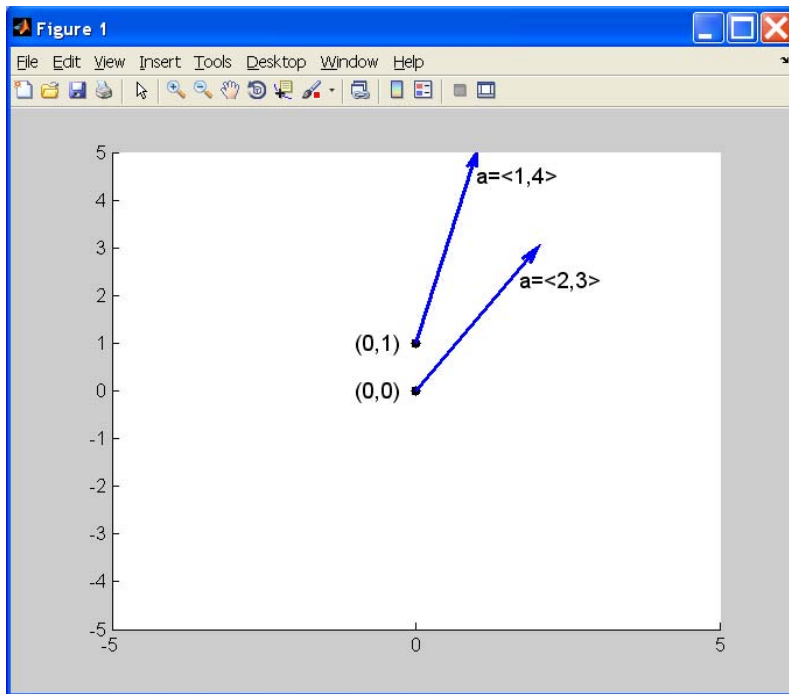 Figure 1
File Edit View Insert Tools Desktop Window Help
5
a=<1,4>
4
3
a=<2,3>
2
1
(0,1)
0
(0,0)
-1
-2
-3
-4
-5
-5 0 5